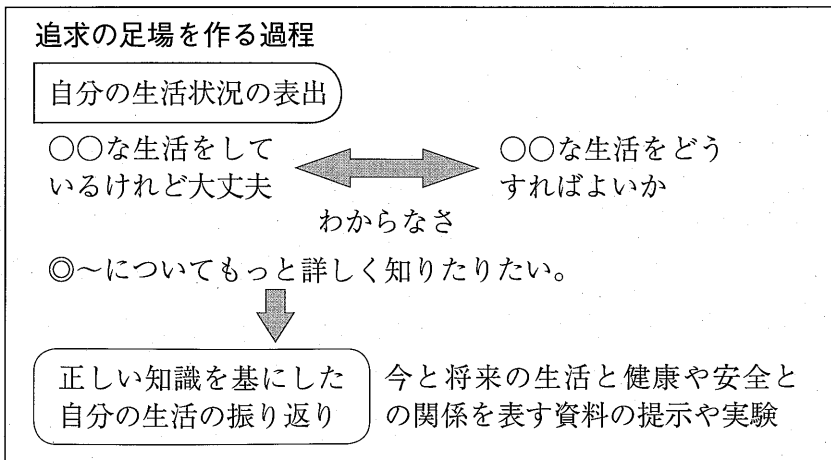 追求の足場を作る過程
自分の生活状況の表出
○○な生活をして
いるけれど大丈夫
○○な生活をどう
すればよいか
わからなさ
◎〜についてもっと詳しく知りたりたい。
正しい知識を基にした
自分の生活の振り返り
今と将来の生活と健康や安全と
の関係を表す資料の提示や実験